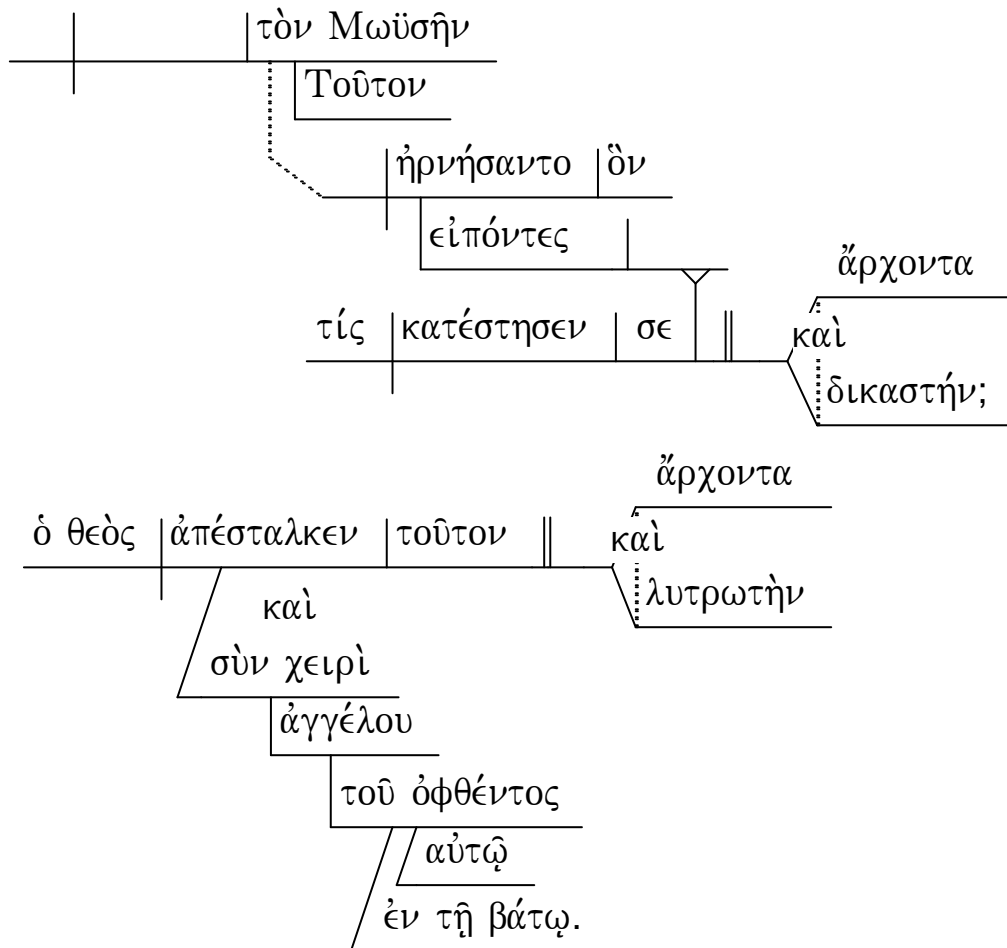 τὸν Μωϋσῆν
Τοῦτον
ἠρνήσαντο ὃν
εἰπόντες
ἄρχοντα
τίς κατέστησεν σε καὶ
δικαστήν;
ἄρχοντα
ὁ θεὸς ἀπέσταλκεν τοῦτον καὶ
λυτρωτὴν
καὶ
σὺν χειρὶ
ἀγγέλου
τοῦ ὀφθέντος
αὐτῷ
ἐν τῇ βάτῳ.